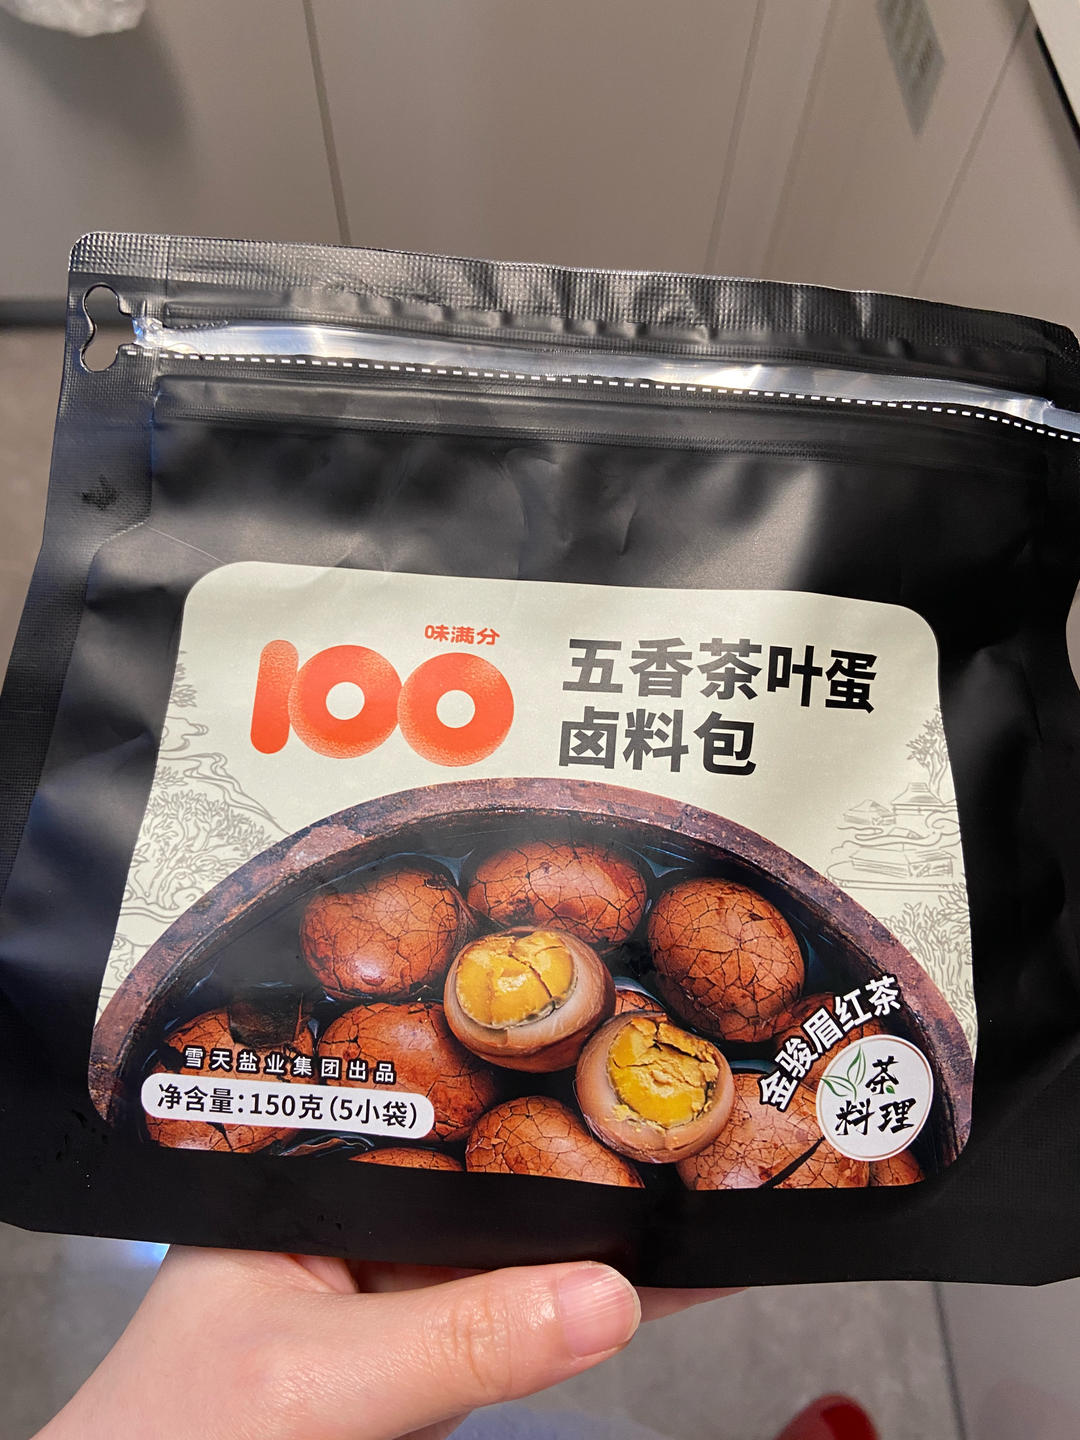 味满分
100
五香茶叶蛋
卤料包
金骏眉红茶
茶
料理
雪天盐业集团出品
净含量:150克(5小袋)